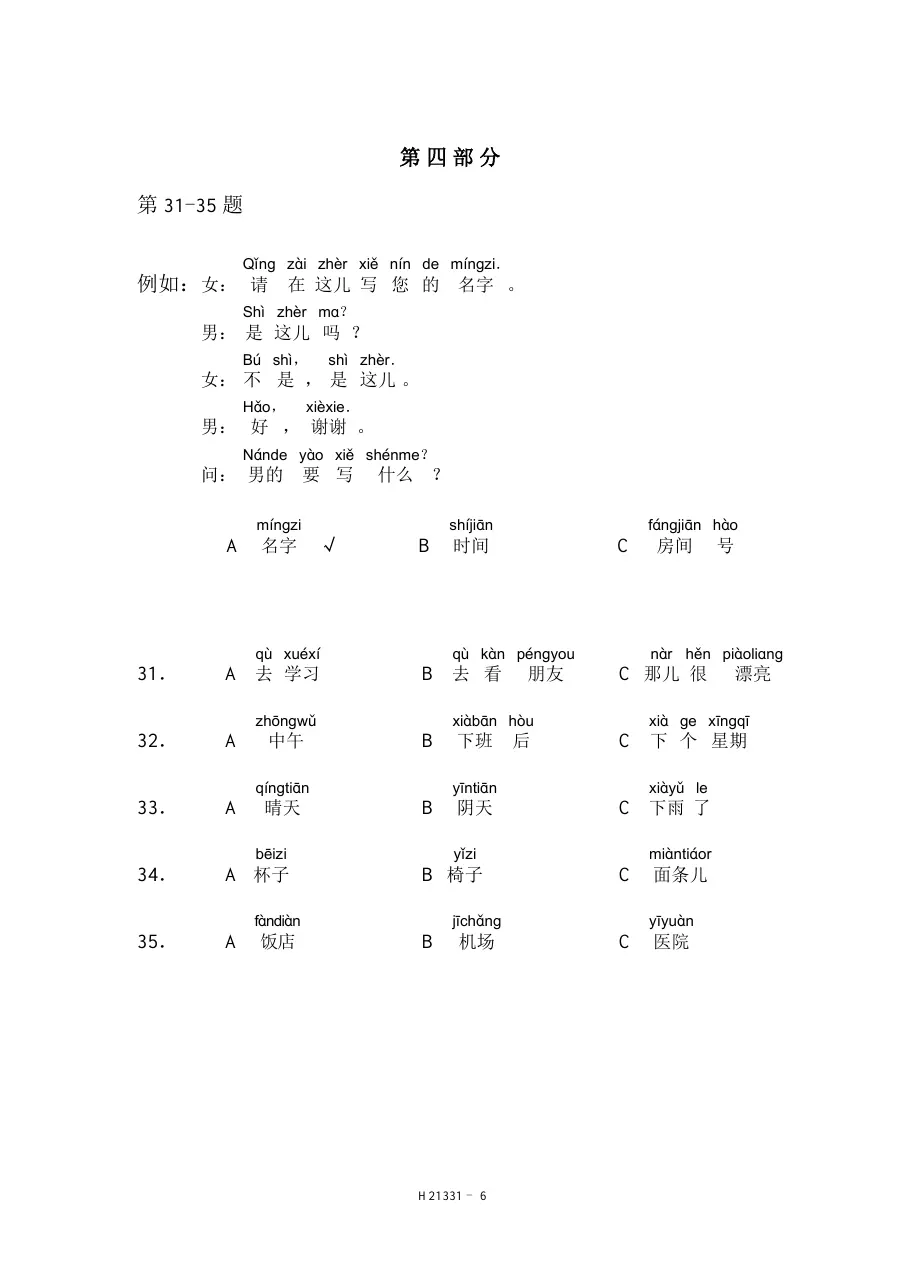 第四部分
第 31-35 题
Qǐng zài zhèr xiě nín de míngzi.
例如：女： 请 在 这儿 写 您 的 名字 。
Shì zhèr ma?
男： 是 这儿 吗 ？
Bú shì， shì zhèr.
女： 不 是 ， 是 这儿 。
Hǎo， xièxie.
男： 好 ， 谢谢 。
Nánde yào xiě shénme?
问： 男的 要 写 什么 ？
míngzi shíjiān fángjiān hào
A 名字 √ B 时间 C 房间 号
qù xuéxí qù kàn péngyou nàr hěn piàoliang
31. A 去 学习 B 去 看 朋友 C 那儿 很 漂亮
zhōngwǔ xiàbān hòu xià ge xīngqī
32. A 中午 B 下班 后 C 下 个 星期
qíngtiān yīntiān xiàyǔ le
33. A 晴天 B 阴天 C 下雨 了
bēizi yǐzi miàntiáor
34. A 杯子 B 椅子 C 面条儿
fàndiàn jīchǎng yīyuàn
35. A 饭店 B 机场 C 医院
H21331 - 6